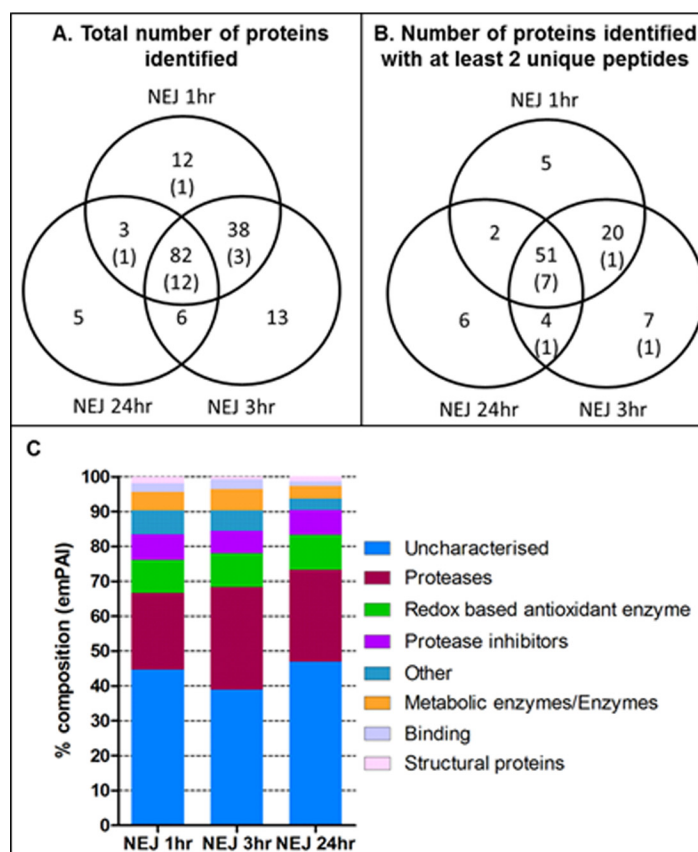 A. Total number of proteins
identified
NEJ 1hr
12
(1)
3
(1)
38
(3)
82
(12)
5
6
13
NEJ 24hr
NEJ 3hr
B. Number of proteins identified
with at least 2 unique peptides
NEJ 1hr
5
2
20
(1)
51
(7)
6
4
(1)
7
(1)
NEJ 24hr
NEJ 3hr
C
% composition (emPAI)
100
90
80
70
60
50
40
30
20
10
0
NEJ 1hr NEJ 3hr NEJ 24hr
Uncharacterised
Proteases
Redox based antioxidant enzyme
Protease inhibitors
Other
Metabolic enzymes/Enzymes
Binding
Structural proteins